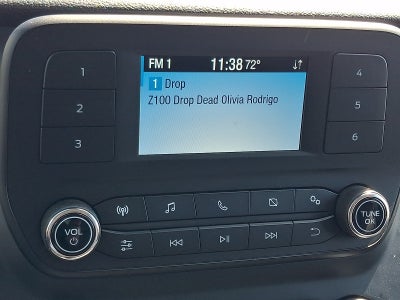 FM 1 11:38 72°
1 Drop
Z100 Drop Dead Olivia Rodrigo
1
2
3
4
5
6
VOL
TUNE
OK